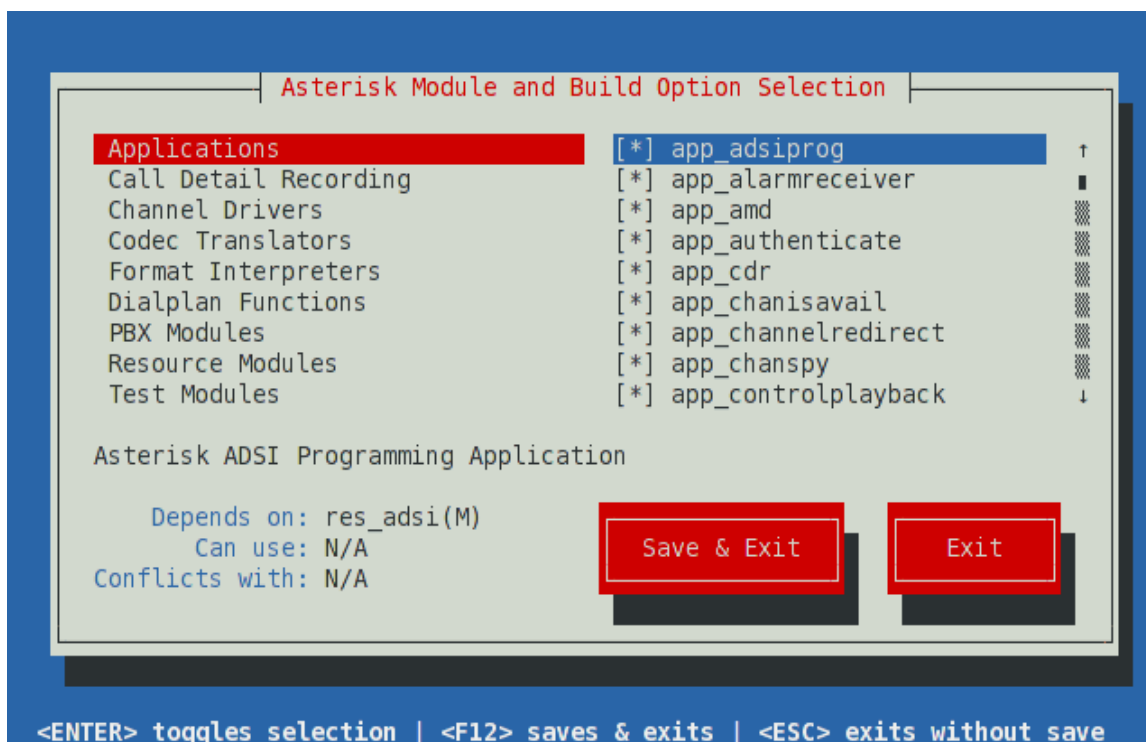 Asterisk Module and Build Option Selection
Applications
Call Detail Recording
Channel Drivers
Codec Translators
Format Interpreters
Dialplan Functions
PBX Modules
Resource Modules
Test Modules
[*] app_adsiprog
[*] app_alarmreceiver
[*] app_amd
[*] app_authenticate
[*] app_cdr
[*] app_chanisavail
[*] app_channelredirect
[*] app_chanspy
[*] app_controlplayback
Asterisk ADSI Programming Application
Depends on: res_adsi(M)
Can use: N/A
Conflicts with: N/A
Save & Exit
Exit
<ENTER> toggles selection | <F12> saves & exits | <ESC> exits without save